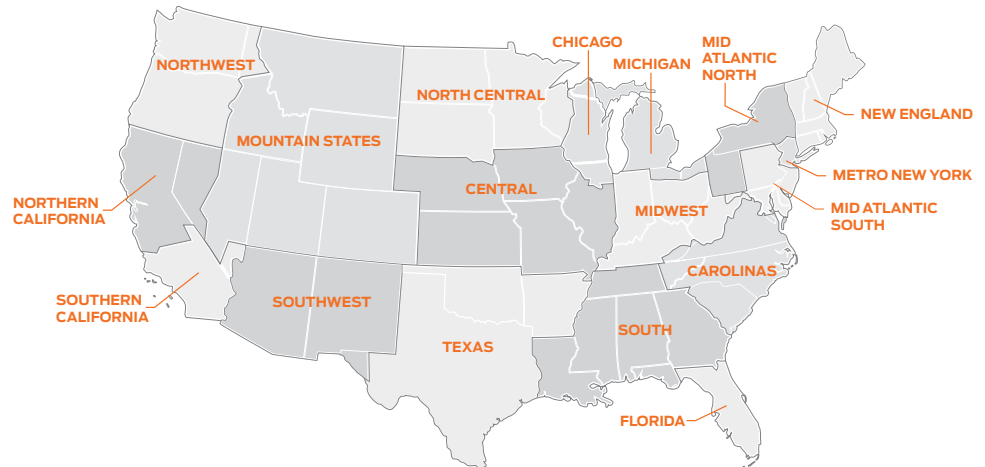 CHICAGO
MID
ATLANTIC
NORTH
NORTHWEST
MICHIGAN
NORTH CENTRAL
NEW ENGLAND
MOUNTAIN STATES
METRO NEW YORK
CENTRAL
NORTHERN
CALIFORNIA
MIDWEST
MID ATLANTIC
SOUTH
CAROLINAS
SOUTHERN
CALIFORNIA
SOUTHWEST
SOUTH
TEXAS
FLORIDA